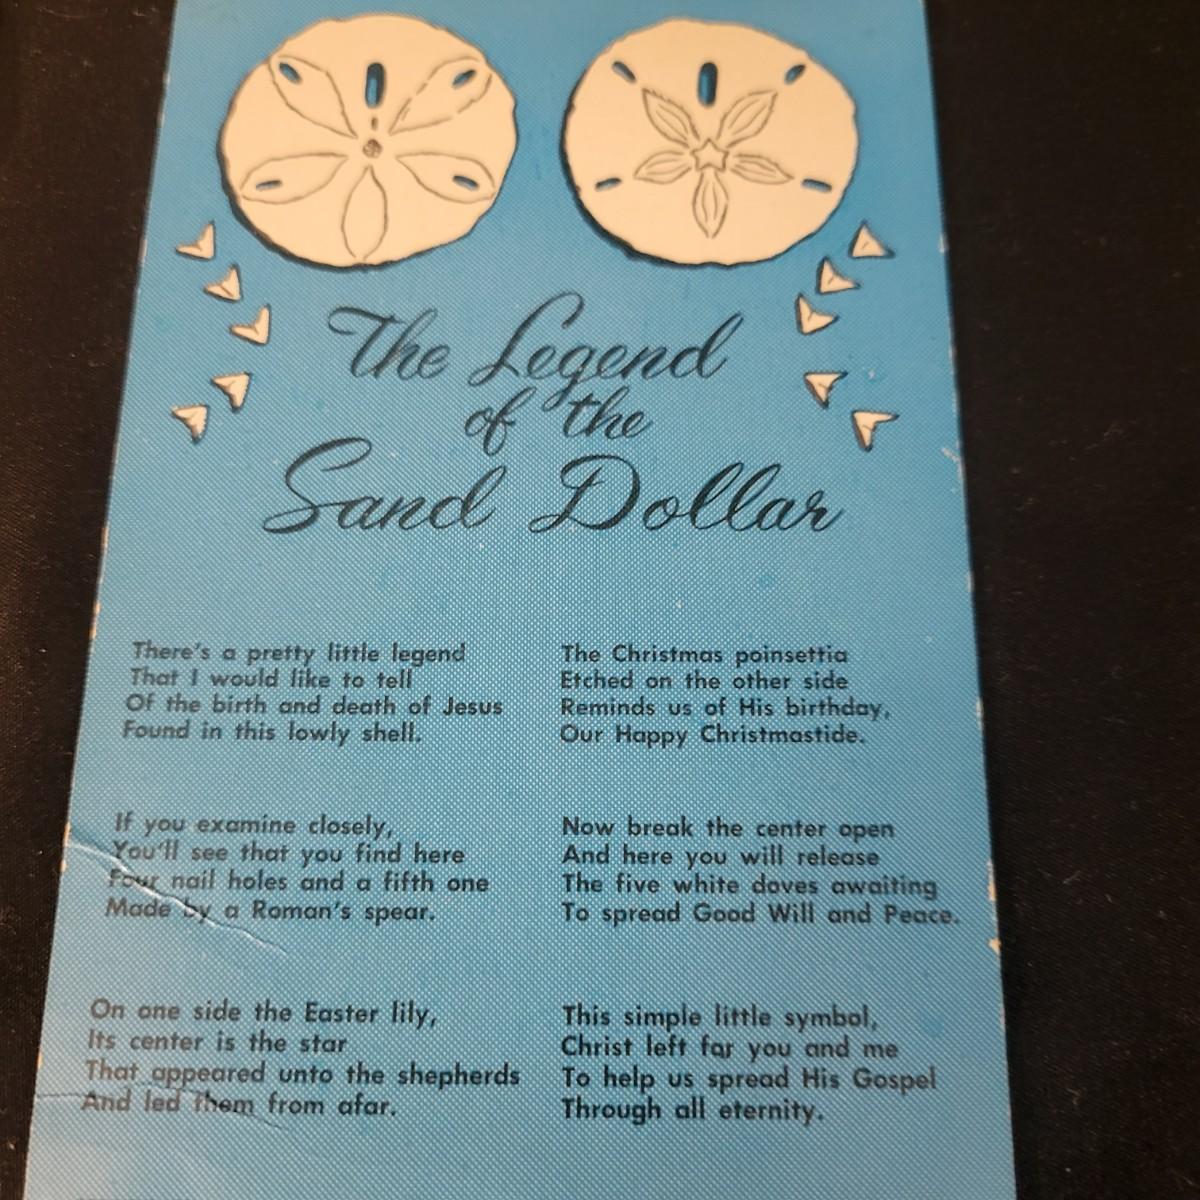 The Legend
of the
Sand Dollar
There's a pretty little legend
That I would like to tell
Of the birth and death of Jesus
Found in this lowly shell.
If you examine closely,
You'll see that you find here
Four nail holes and a fifth one
Made by a Roman's spear.
On one side the Easter lily,
Its center is the star
That appeared unto the shepherds
And led them from afar.
The Christmas poinsettia
Etched on the other side
Reminds us of His birthday,
Our Happy Christmastide.
Now break the center open
And here you will release
The five white doves awaiting
To spread Good Will and Peace.
This simple little symbol,
Christ left for you and me
To help us spread His Gospel
Through all eternity.